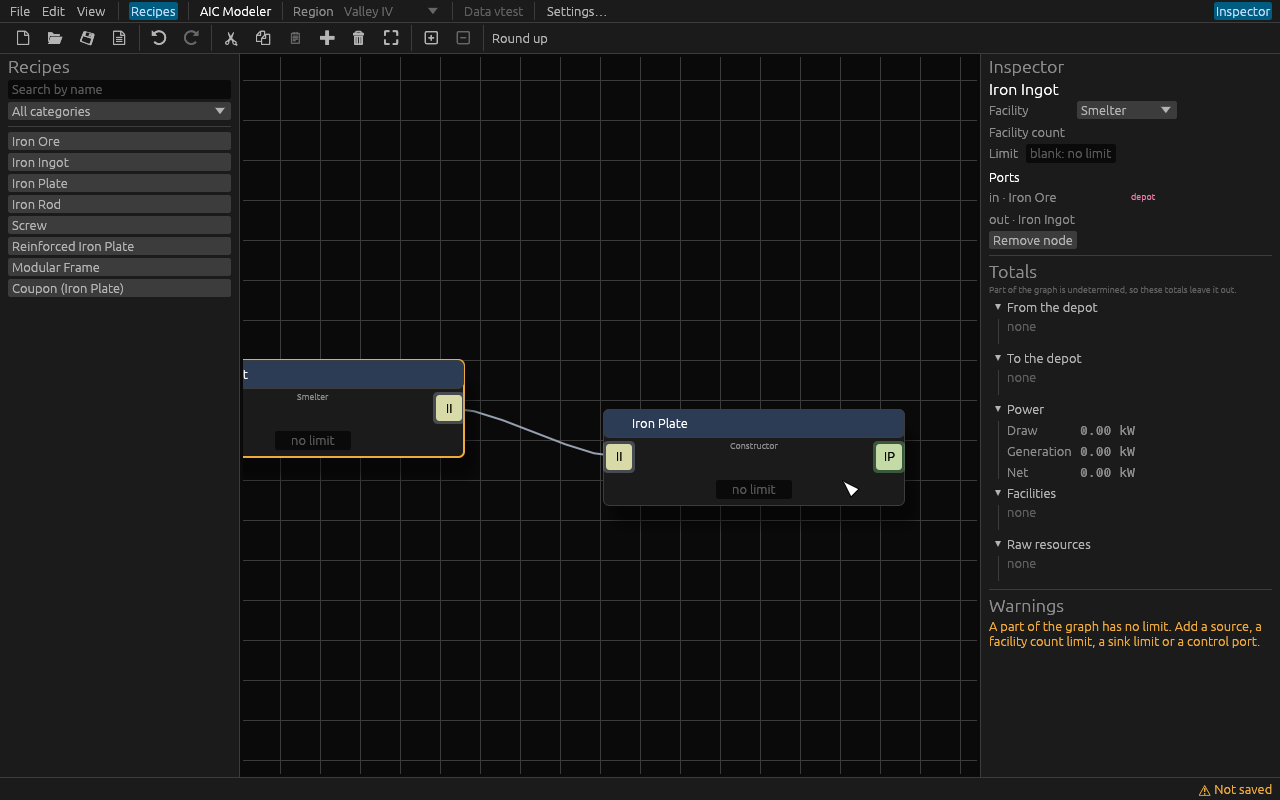 File Edit View Recipes AIC Modeler Region Valley IV Data vtest Settings… Inspector
Round up
Recipes
Search by name
All categories
Iron Ore
Iron Ingot
Iron Plate
Iron Rod
Screw
Reinforced Iron Plate
Modular Frame
Coupon (Iron Plate)
t
Smelter
II
no limit
Iron Plate
Constructor
II
IP
no limit
Inspector
Iron Ingot
Facility Smelter
Facility count
Limit blank: no limit
Ports
in · Iron Ore depot
out · Iron Ingot
Remove node
Totals
Part of the graph is undetermined, so these totals leave it out.
From the depot
none
To the depot
none
Power
Draw 0.00 kW
Generation 0.00 kW
Net 0.00 kW
Facilities
none
Raw resources
none
Warnings
A part of the graph has no limit. Add a source, a
facility count limit, a sink limit or a control port.
⚠ Not saved